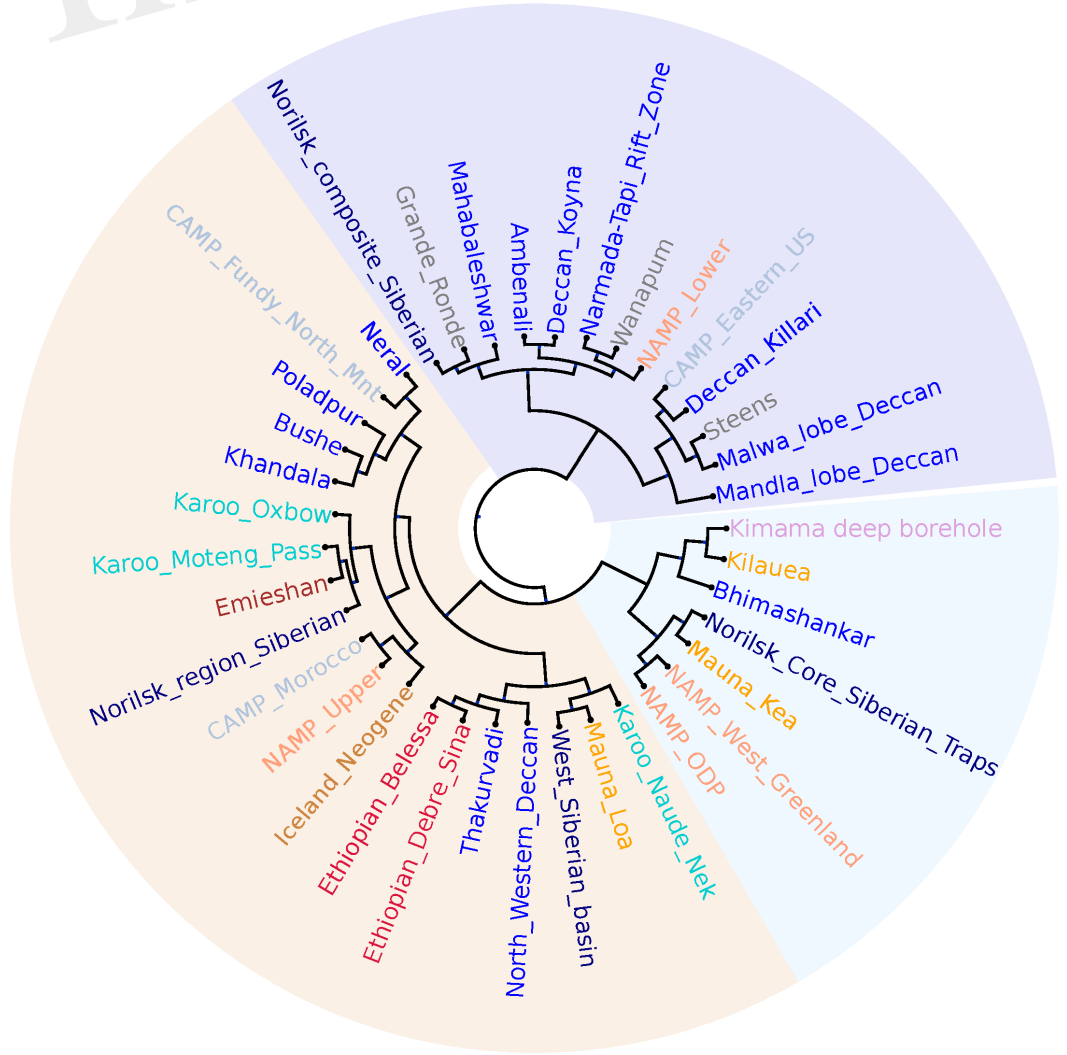 Norilsk_composite_Siberian
Grande_Ronde
Mahabaleshwar
Ambenali
Deccan_Koyna
Narmada-Tapi_Rift_Zone
Wanapum
NAMP_Lower
CAMP_Eastern_US
Deccan_Killari
Steens
Malwa_lobe_Deccan
Mandla_lobe_Deccan
Kimama deep borehole
Kilauea
Bhimashankar
Norilsk_Core_Siberian_Traps
Mauna_Kea
NAMP_West_Greenland
NAMP_ODP
Karoo_Naude_Nek
Mauna_Loa
West_Siberian_basin
North_Western_Deccan
Thakurvadi
Ethiopian_Debre_Sina
Ethiopian_Belessa
Iceland_Neogene
NAMP_Upper
CAMP_Morocco
Norilsk_region_Siberian
Emieshan
Karoo_Moteng_Pass
Karoo_Oxbow
Khandala
Bushe
Poladpur
CAMP_Fundy_North_Mnt
Neral